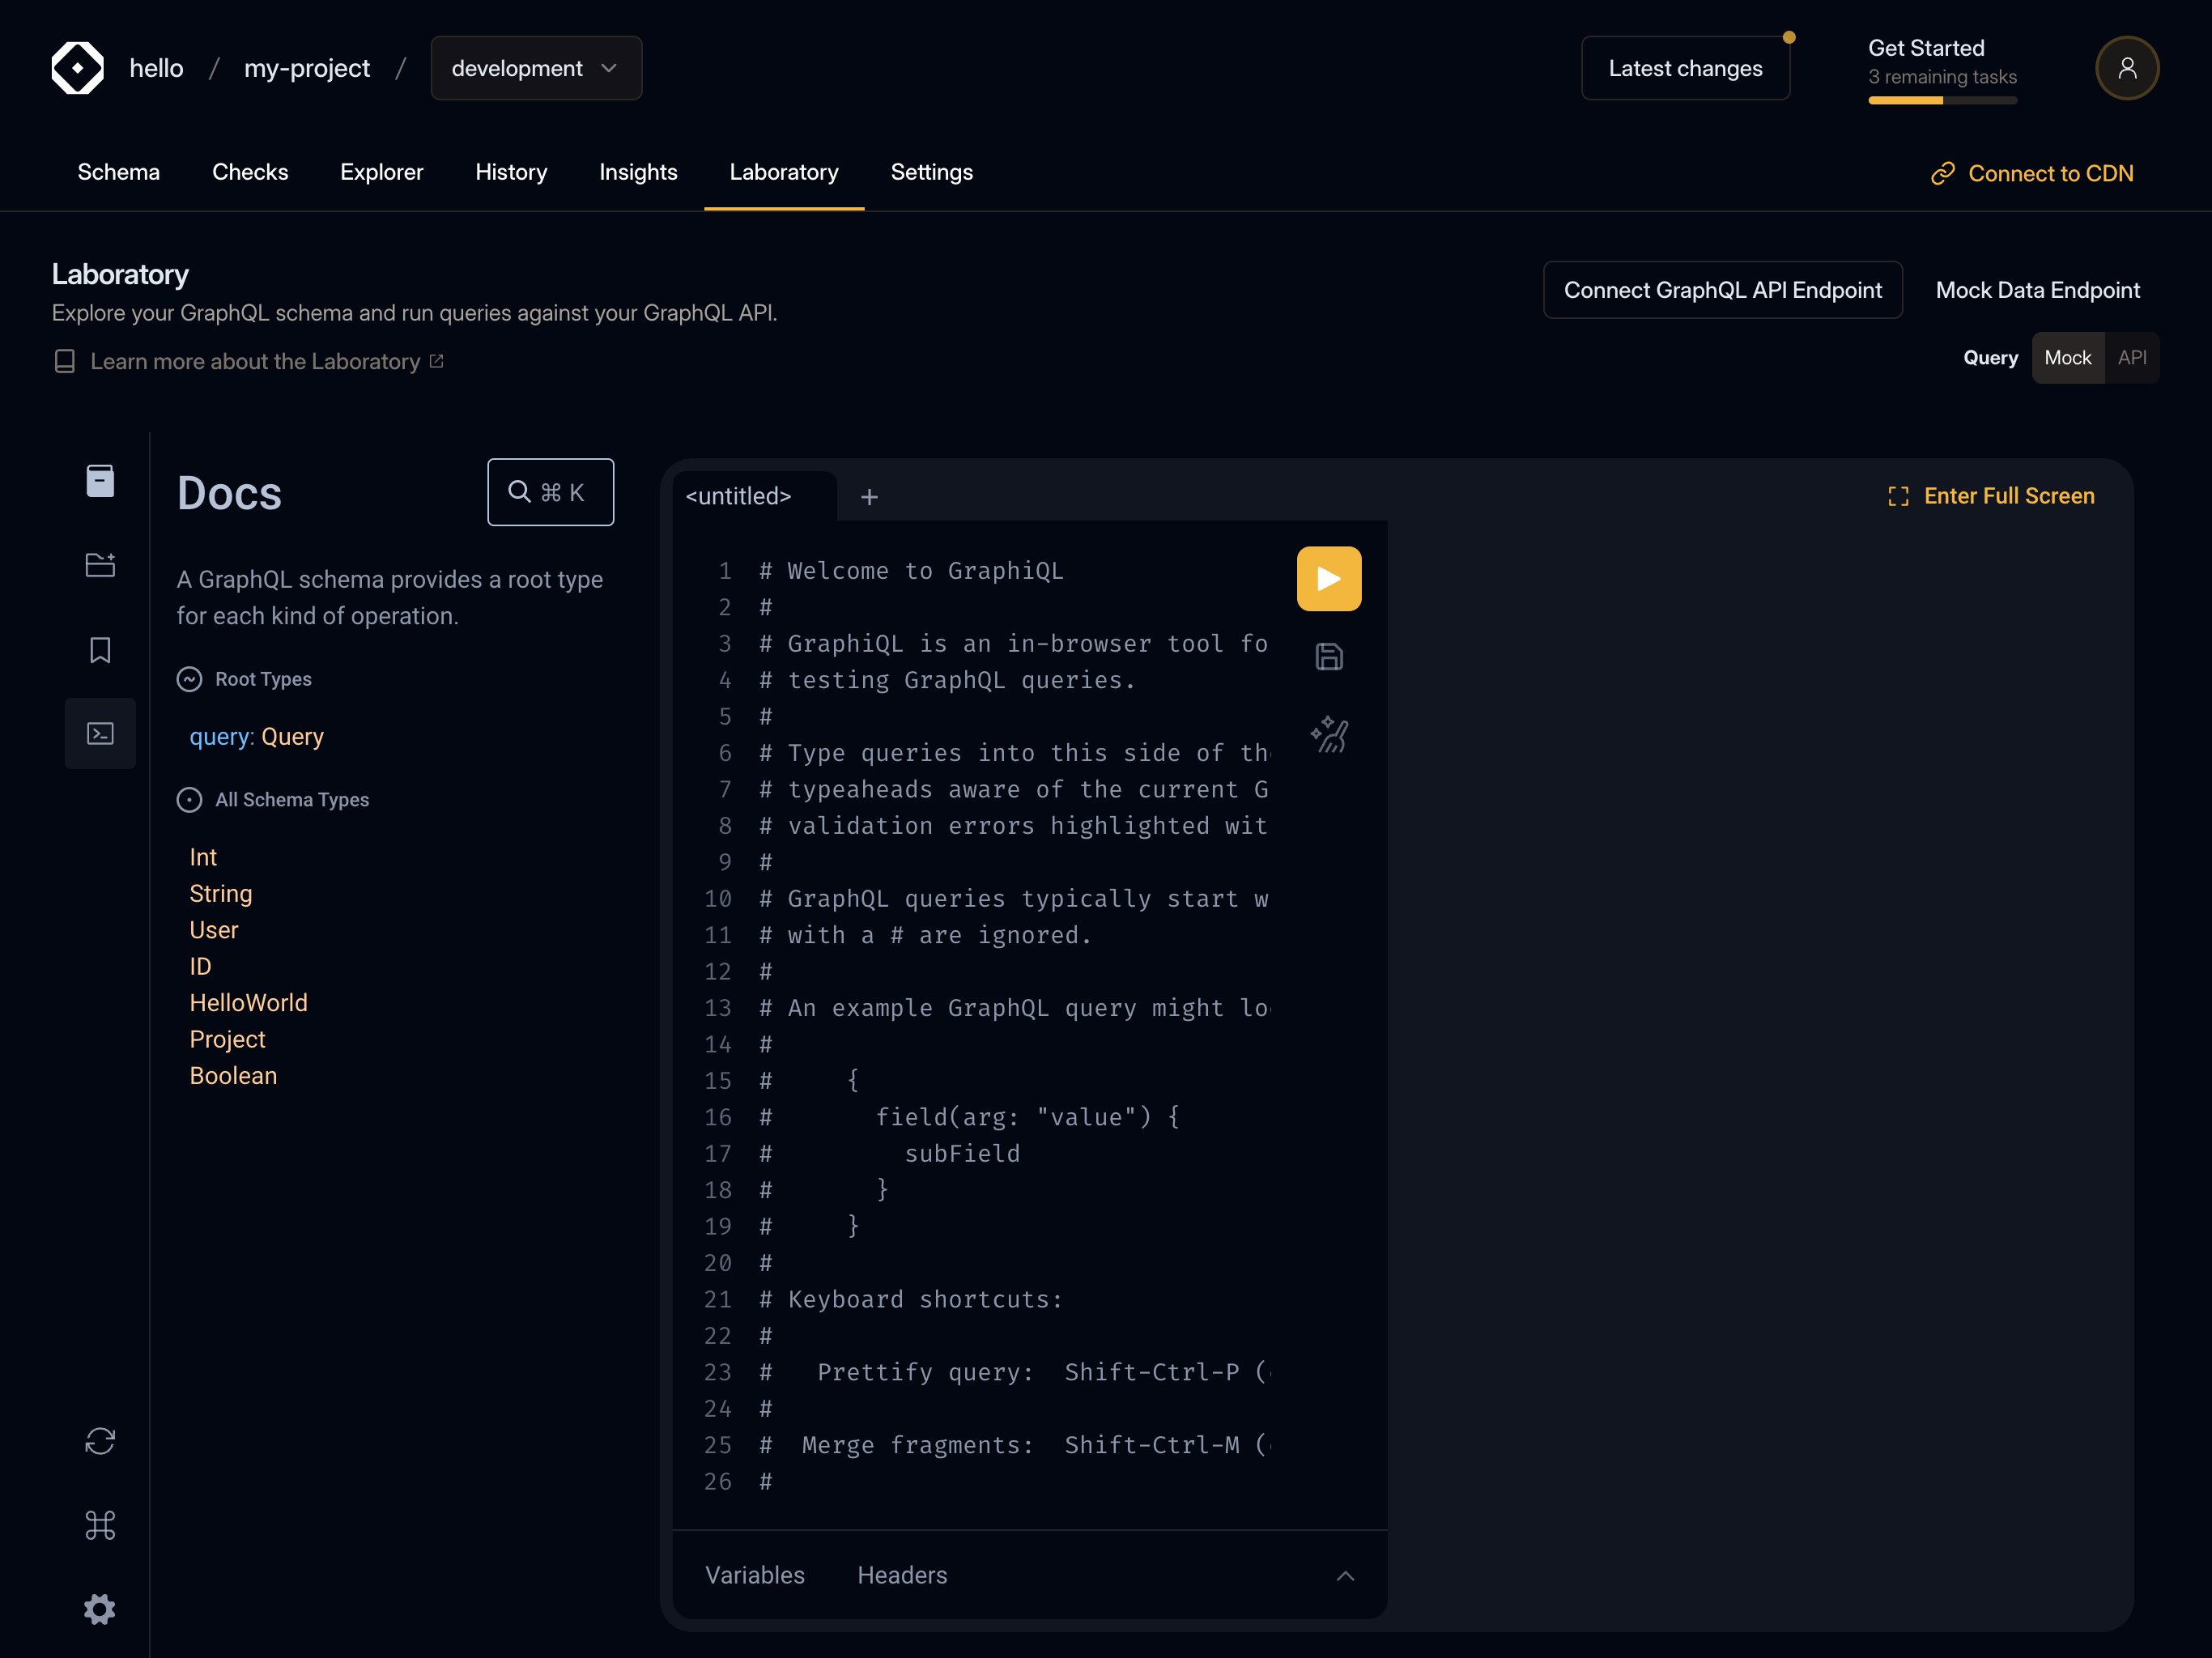 hello / my-project / development
Latest changes
Get Started
3 remaining tasks
Schema Checks Explorer History Insights Laboratory Settings
Connect to CDN
Laboratory
Explore your GraphQL schema and run queries against your GraphQL API.
Learn more about the Laboratory
Connect GraphQL API Endpoint
Mock Data Endpoint
Query Mock API
Docs
⌘ K
A GraphQL schema provides a root type
for each kind of operation.
Root Types
query: Query
All Schema Types
Int
String
User
ID
HelloWorld
Project
Boolean
<untitled> +
Enter Full Screen
1 # Welcome to GraphiQL
2 #
3 # GraphiQL is an in-browser tool fo
4 # testing GraphQL queries.
5 #
6 # Type queries into this side of th
7 # typeaheads aware of the current G
8 # validation errors highlighted wit
9 #
10 # GraphQL queries typically start w
11 # with a # are ignored.
12 #
13 # An example GraphQL query might lo
14 #
15 #     {
16 #       field(arg: "value") {
17 #         subField
18 #       }
19 #     }
20 #
21 # Keyboard shortcuts:
22 #
23 #   Prettify query:  Shift-Ctrl-P (
24 #
25 #  Merge fragments:  Shift-Ctrl-M (
26 #
Variables Headers